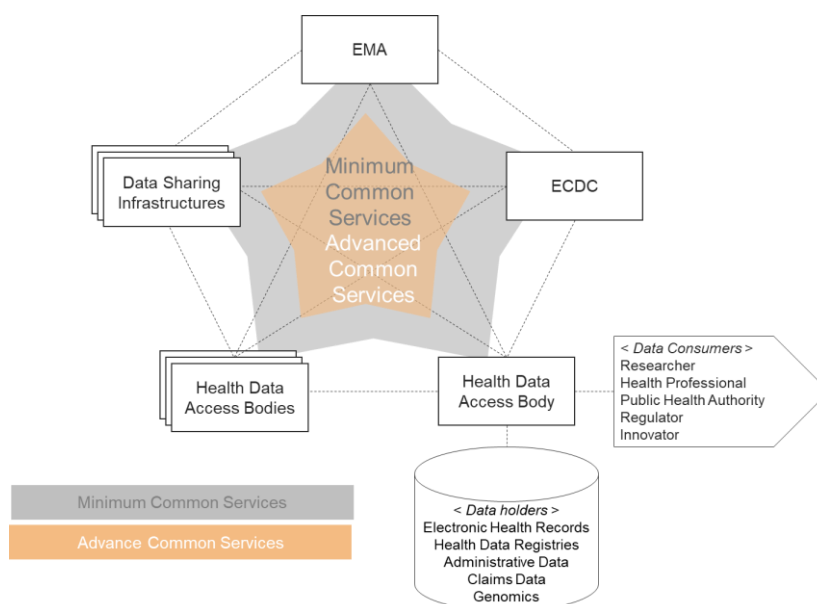 EMA
Data Sharing
Infrastructures
Minimum
Common
Services
Advanced
Common
Services
ECDC
Health Data
Access Bodies
Health Data
Access Body
< Data Consumers >
Researcher
Health Professional
Public Health Authority
Regulator
Innovator
Minimum Common Services
Advance Common Services
< Data holders >
Electronic Health Records
Health Data Registries
Administrative Data
Claims Data
Genomics